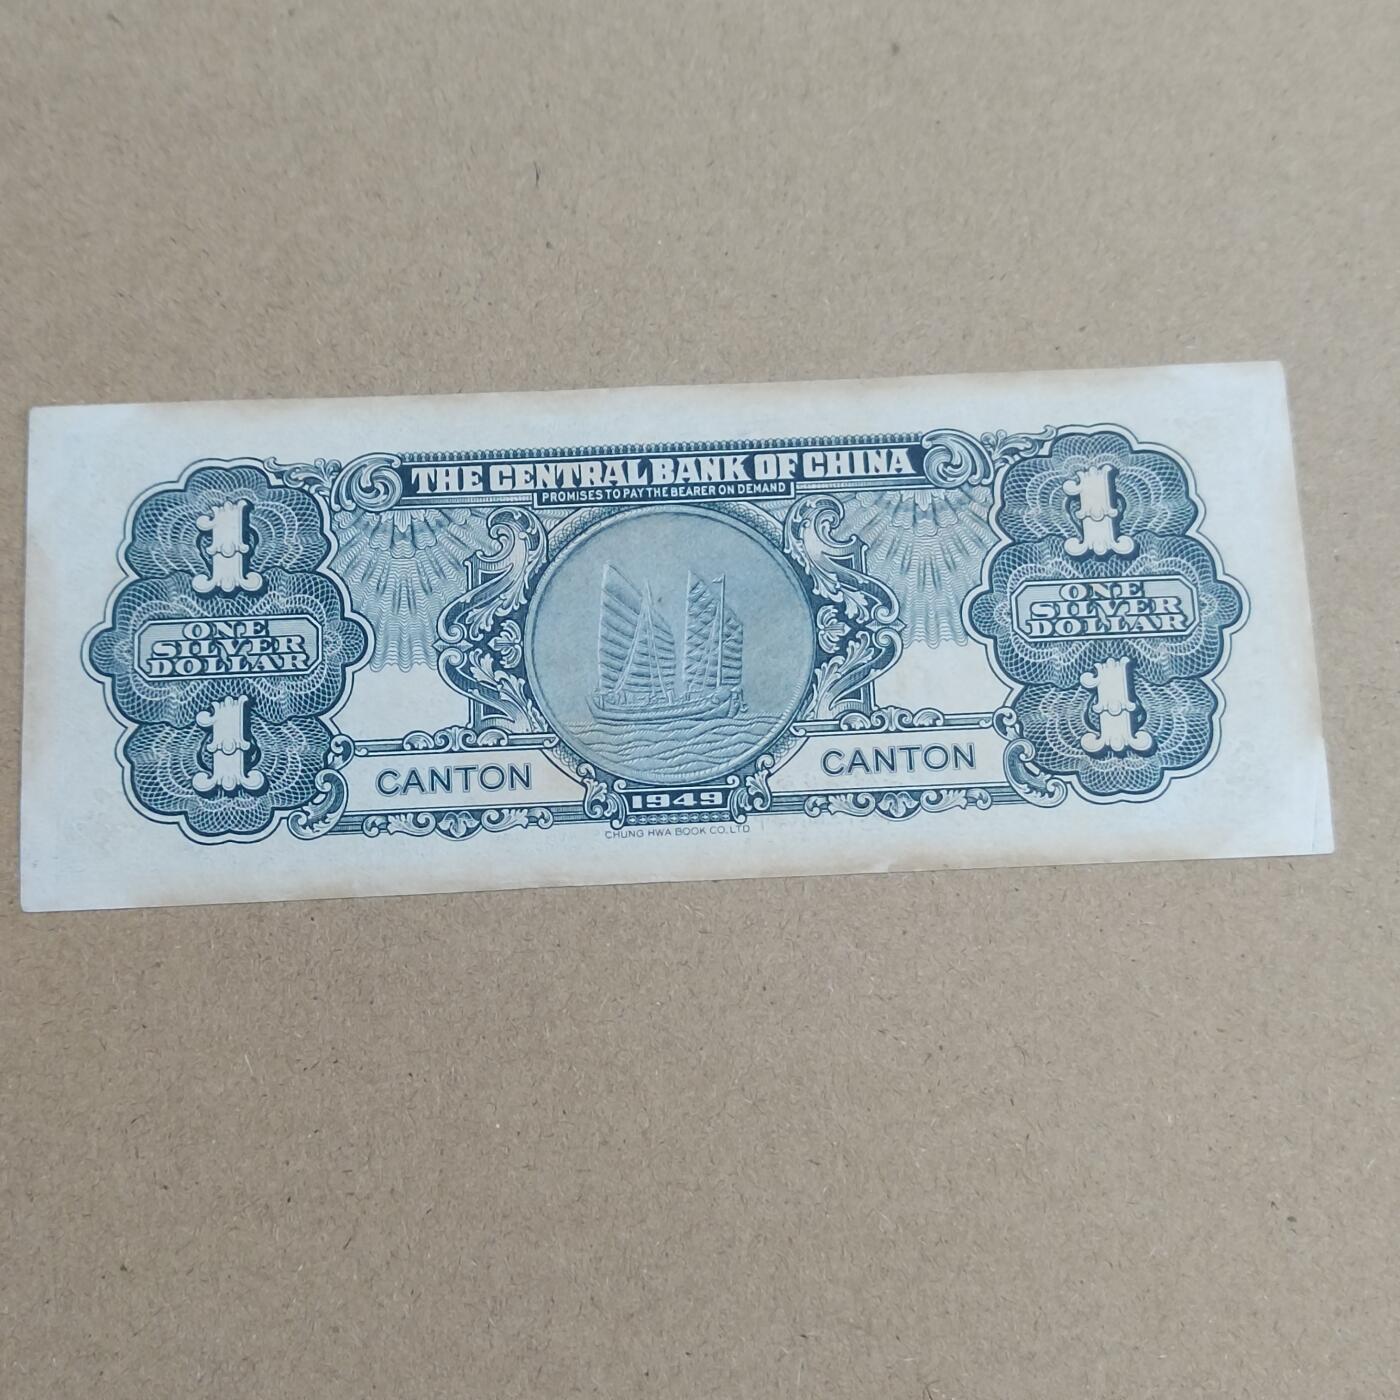 THE CENTRAL BANK OF CHINA
PROMISES TO PAY THE BEARER ON DEMAND
1
ONE
SILVER
DOLLAR
1
1
ONE
SILVER
DOLLAR
1
CANTON
CANTON
1949
CHUNG HWA BOOK CO. LTD